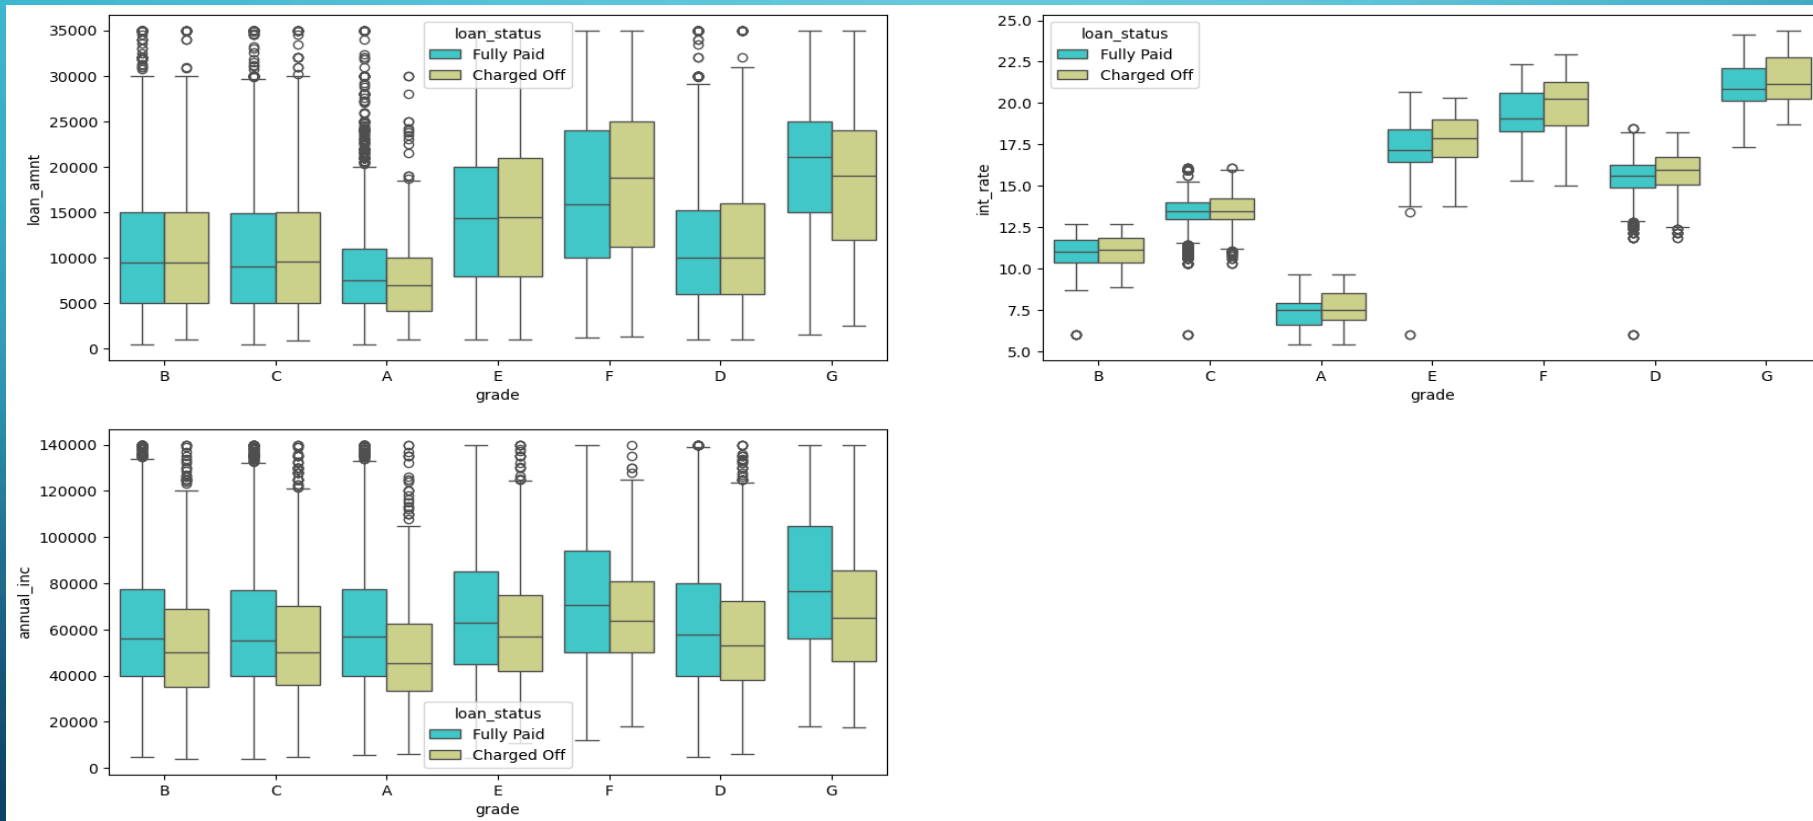 loan_amnt
35000
30000
25000
20000
15000
10000
5000
0
loan_status
Fully Paid
Charged Off
B C A E F D G
grade
int_rate
25.0
22.5
20.0
17.5
15.0
12.5
10.0
7.5
5.0
loan_status
Fully Paid
Charged Off
B C A E F D G
grade
annual_inc
140000
120000
100000
80000
60000
40000
20000
0
loan_status
Fully Paid
Charged Off
B C A E F D G
grade